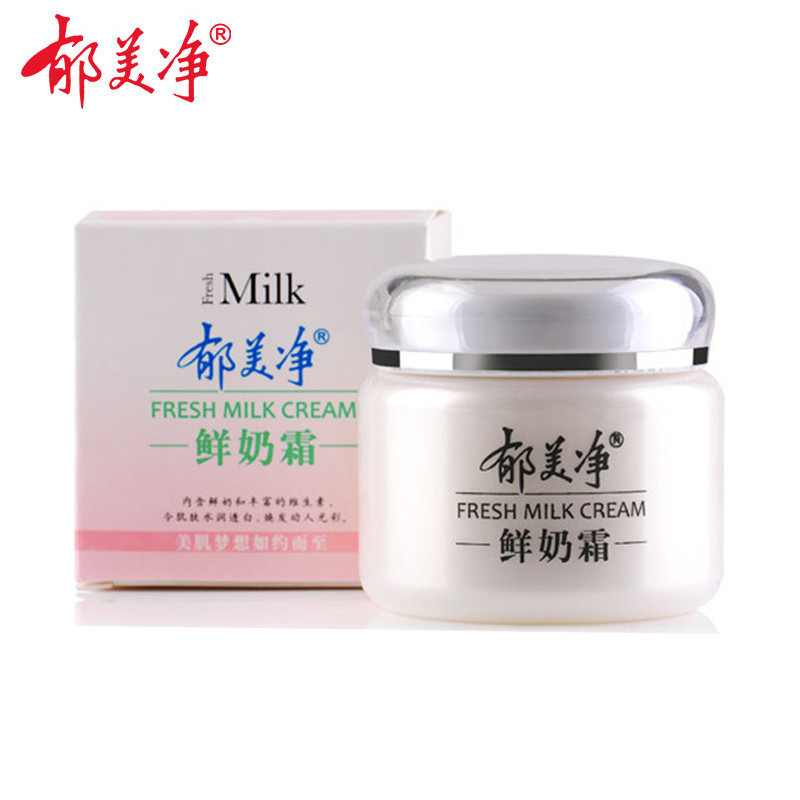 郁美净®
Fresh Milk
郁美净®
FRESH MILK CREAM
鲜奶霜
内含鲜奶和丰富的维生素，
令肌肤水润透白，焕发动人光彩。
美肌梦想如约而至
郁美净®
FRESH MILK CREAM
鲜奶霜